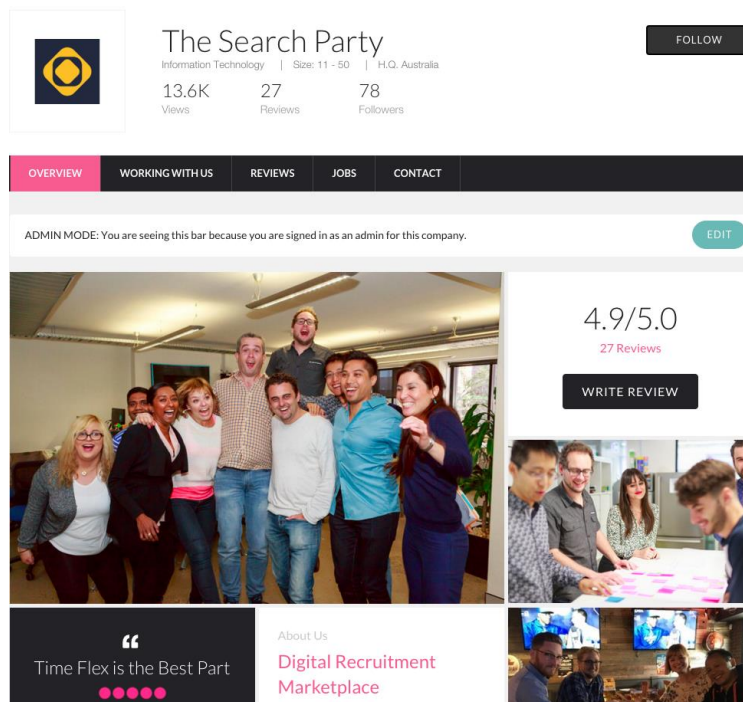 The Search Party
FOLLOW
Information Technology | Size: 11 - 50 | H.Q. Australia
13.6K 27 78
Views Reviews Followers
OVERVIEW WORKING WITH US REVIEWS JOBS CONTACT
ADMIN MODE: You are seeing this bar because you are signed in as an admin for this company.
EDIT
4.9/5.0
27 Reviews
WRITE REVIEW
“
Time Flex is the Best Part
About Us
Digital Recruitment
Marketplace